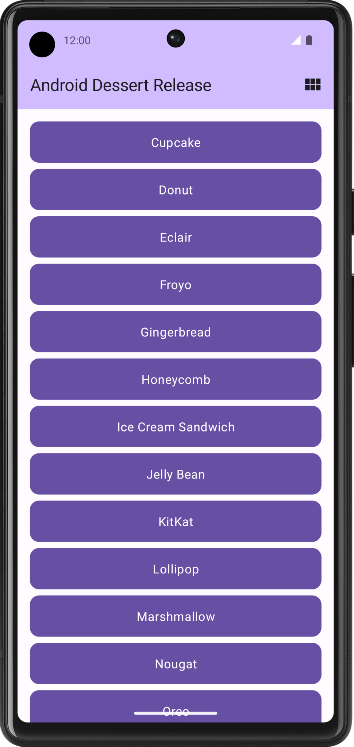 12:00
Android Dessert Release
Cupcake
Donut
Eclair
Froyo
Gingerbread
Honeycomb
Ice Cream Sandwich
Jelly Bean
KitKat
Lollipop
Marshmallow
Nougat
Oreo